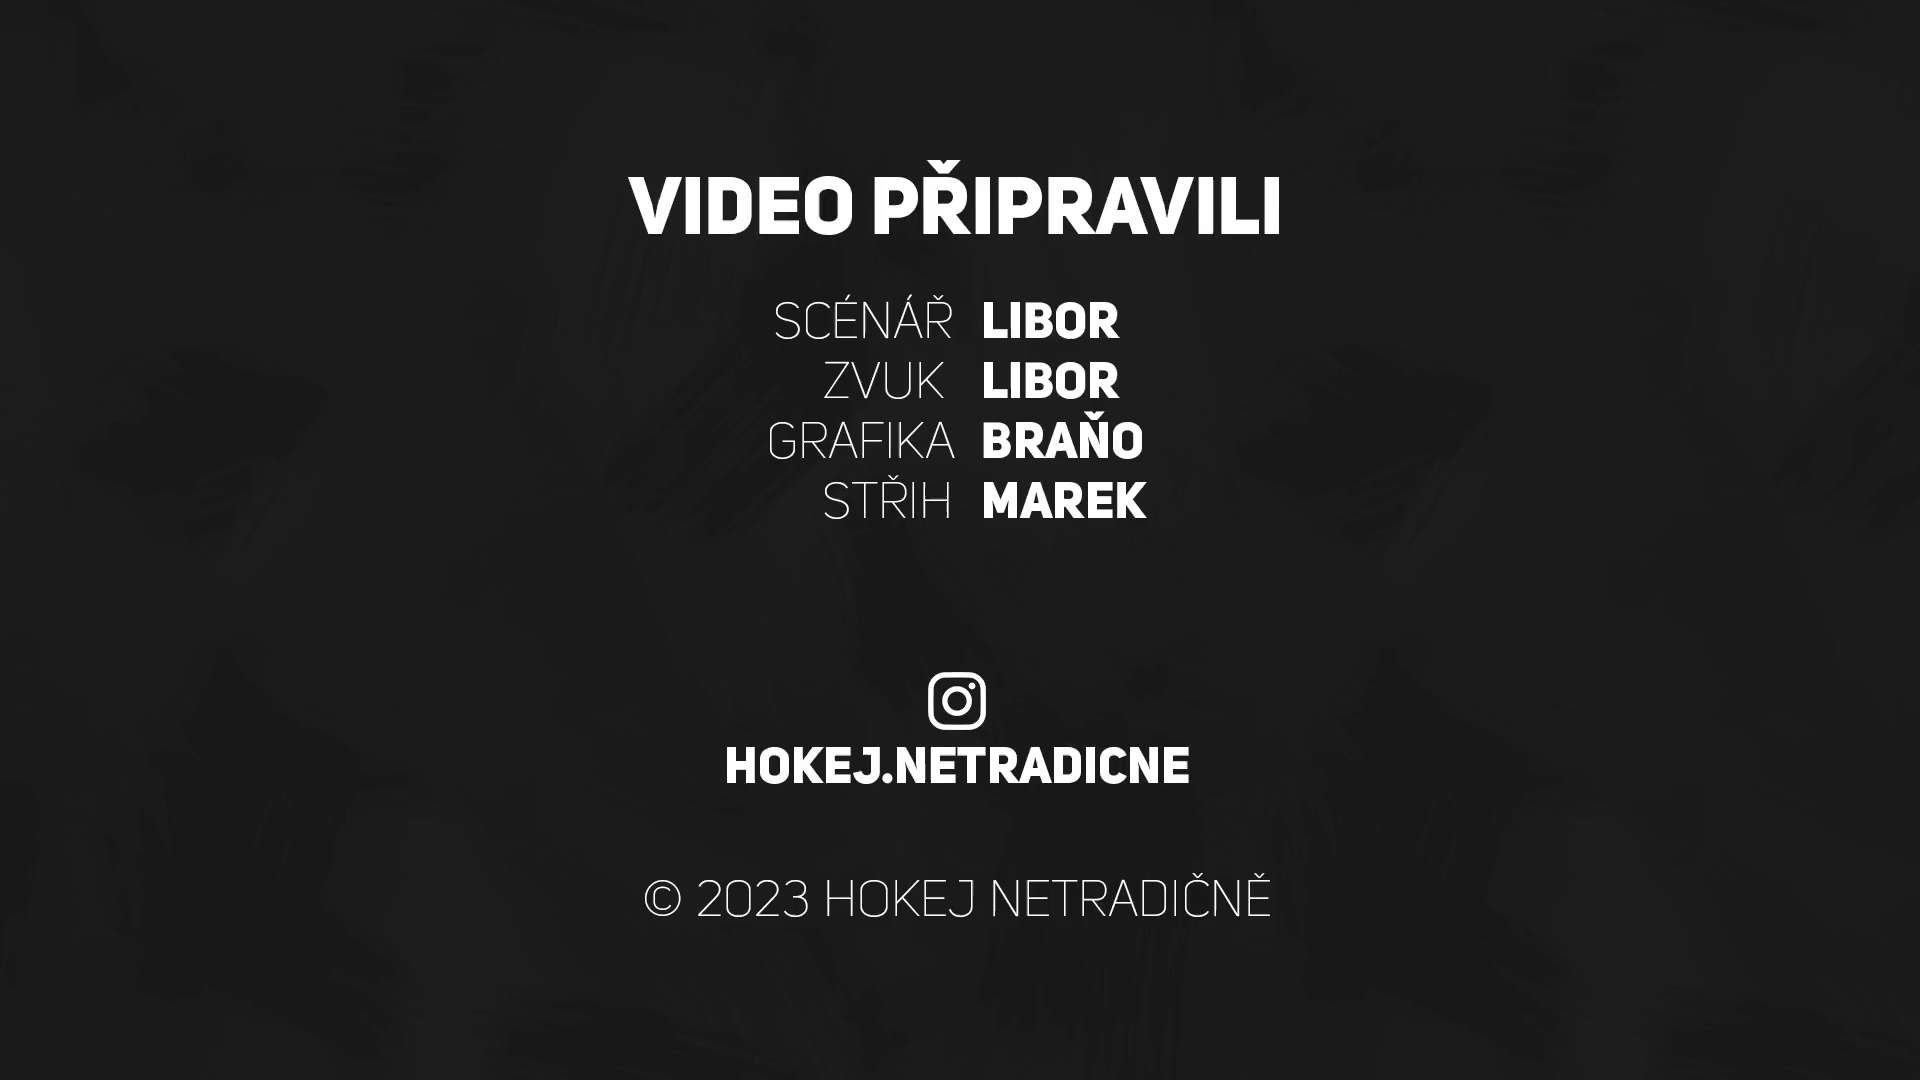 VIDEO PŘIPRAVILI
SCÉNÁŘ LIBOR
ZVUK LIBOR
GRAFIKA BRAŇO
STŘIH MAREK
HOKEJ.NETRADICNE
© 2023 HOKEJ NETRADIČNĚ